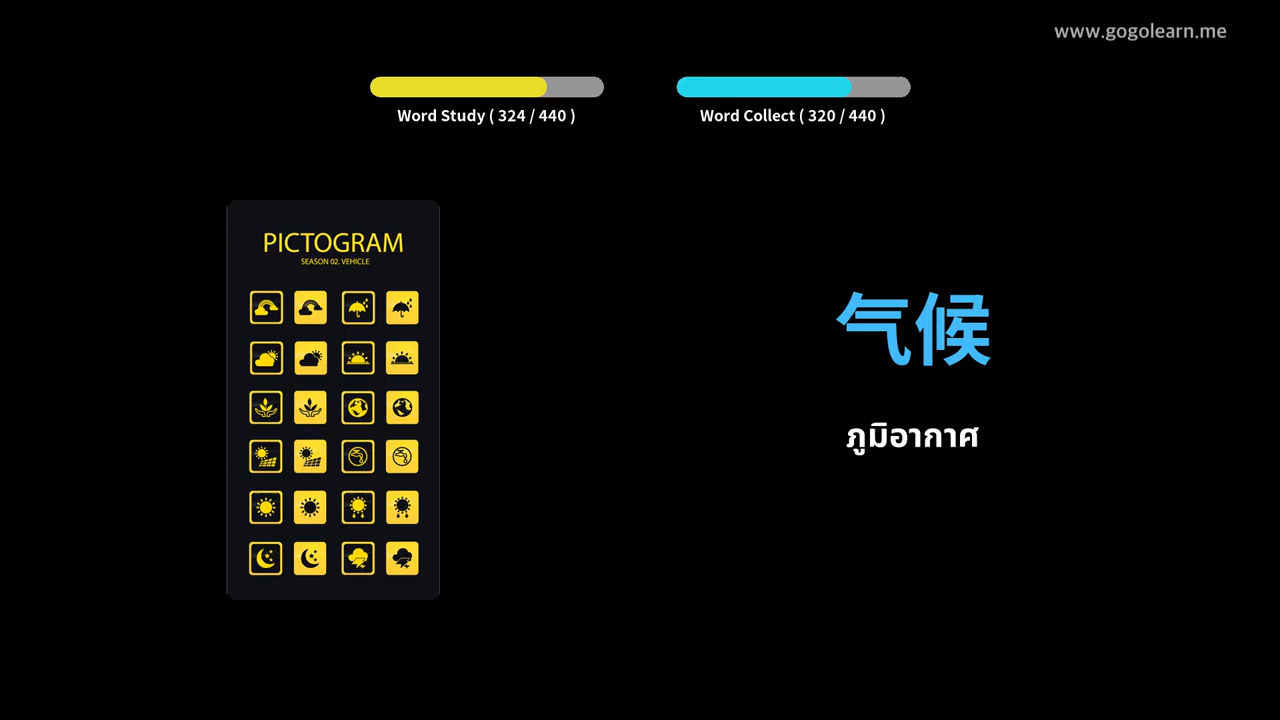 www.gogolearn.me
Word Study ( 324 / 440 )
Word Collect ( 320 / 440 )
PICTOGRAM
SEASON 02. VEHICLE
气候
ภูมิอากาศ